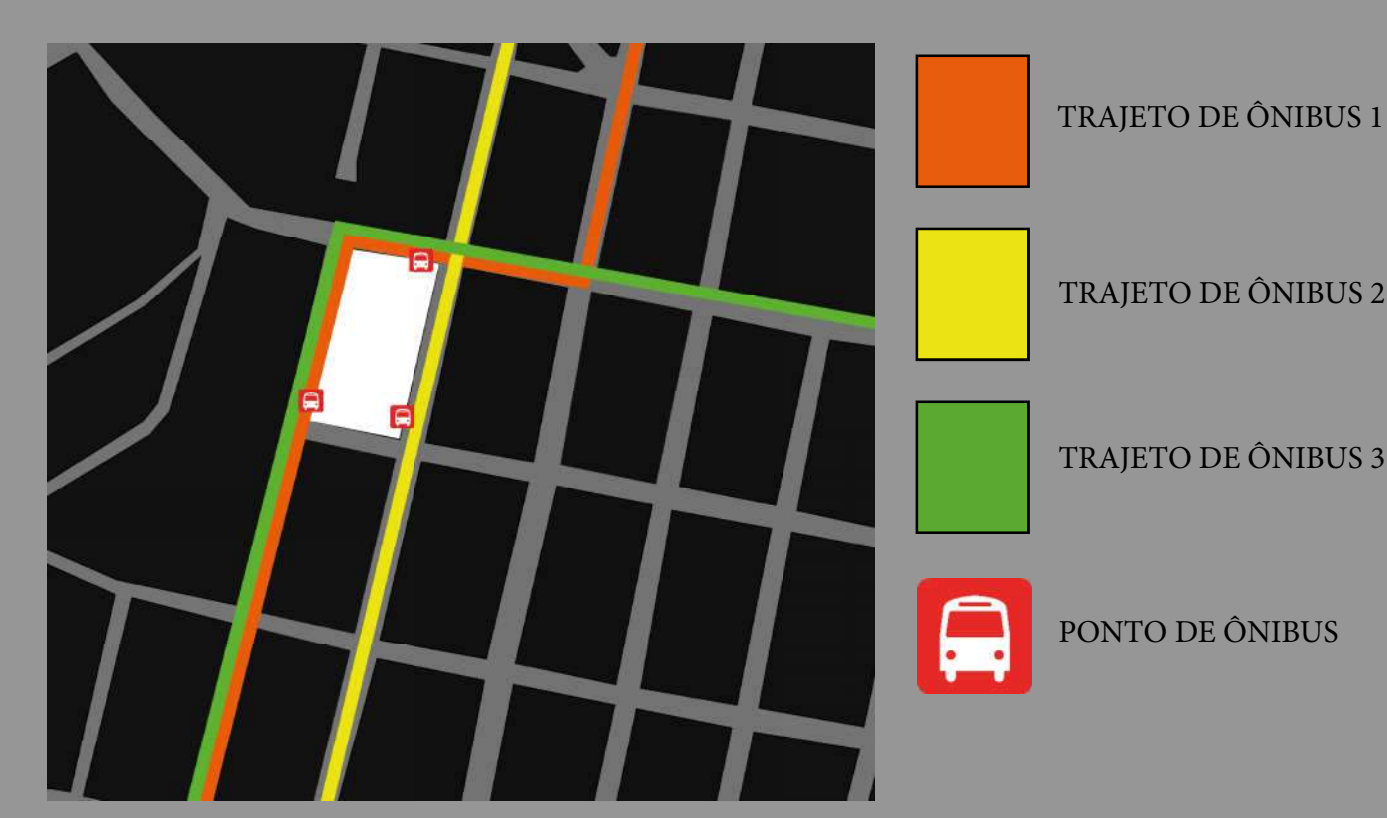 TRAJETO DE ÔNIBUS 1
TRAJETO DE ÔNIBUS 2
TRAJETO DE ÔNIBUS 3
PONTO DE ÔNIBUS